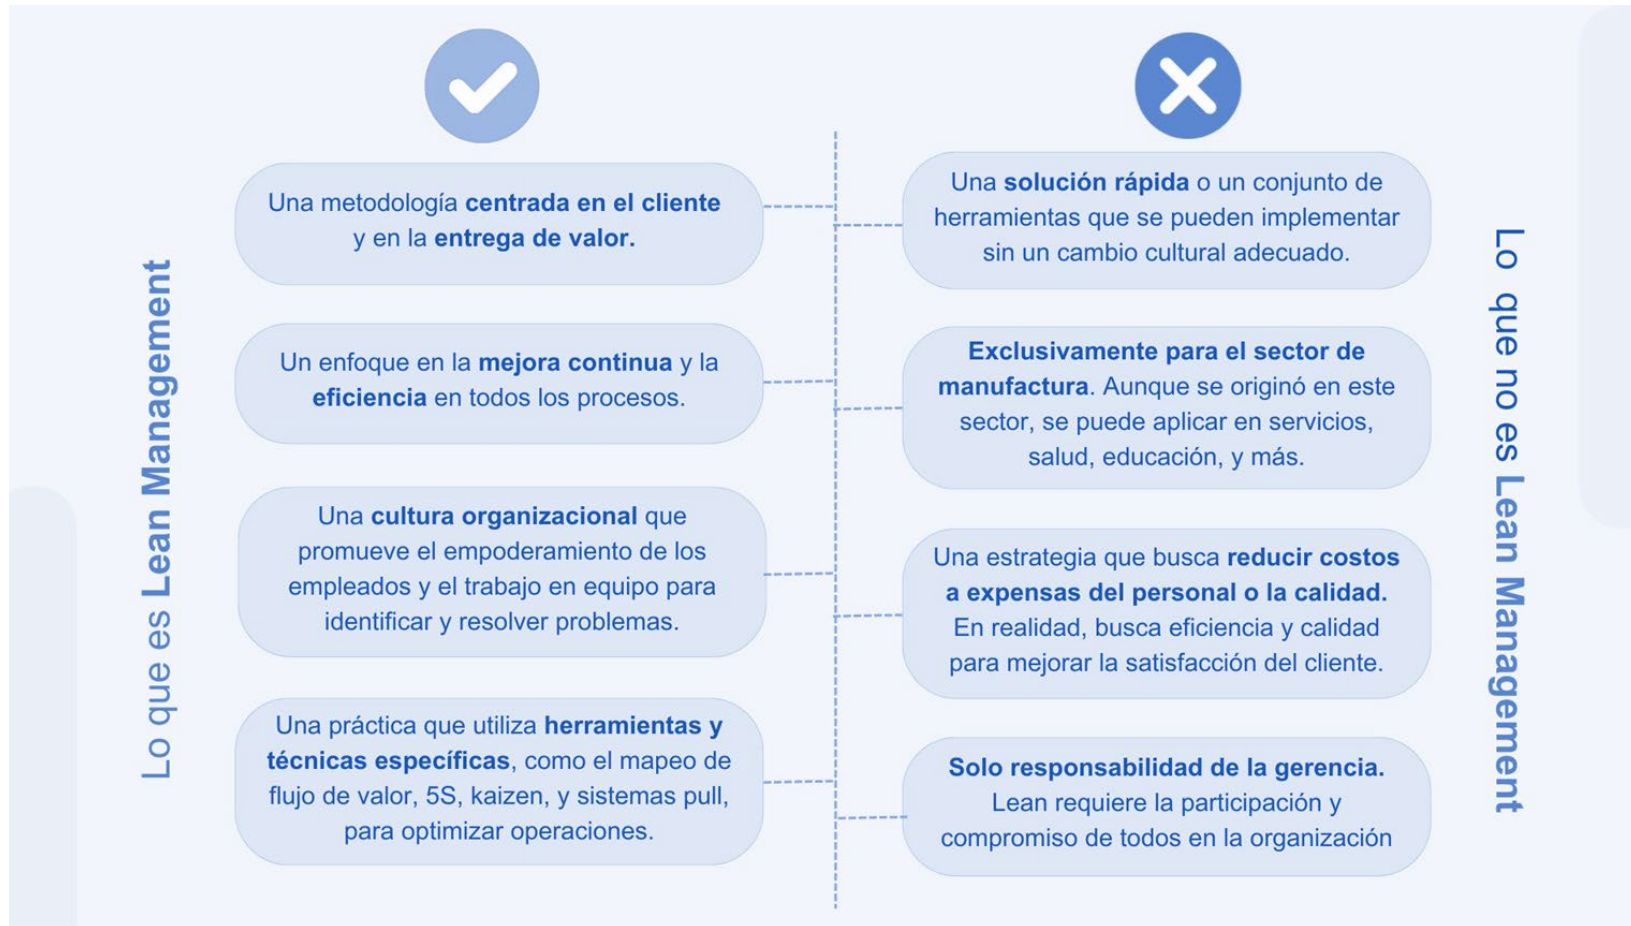 Lo que es Lean Management
Una metodología centrada en el cliente
y en la entrega de valor.
Un enfoque en la mejora continua y la
eficiencia en todos los procesos.
Una cultura organizacional que
promueve el empoderamiento de los
empleados y el trabajo en equipo para
identificar y resolver problemas.
Una práctica que utiliza herramientas y
técnicas específicas, como el mapeo de
flujo de valor, 5S, kaizen, y sistemas pull,
para optimizar operaciones.
Una solución rápida o un conjunto de
herramientas que se pueden implementar
sin un cambio cultural adecuado.
Exclusivamente para el sector de
manufactura. Aunque se originó en este
sector, se puede aplicar en servicios,
salud, educación, y más.
Una estrategia que busca reducir costos
a expensas del personal o la calidad.
En realidad, busca eficiencia y calidad
para mejorar la satisfacción del cliente.
Solo responsabilidad de la gerencia.
Lean requiere la participación y
compromiso de todos en la organización
Lo que no es Lean Management